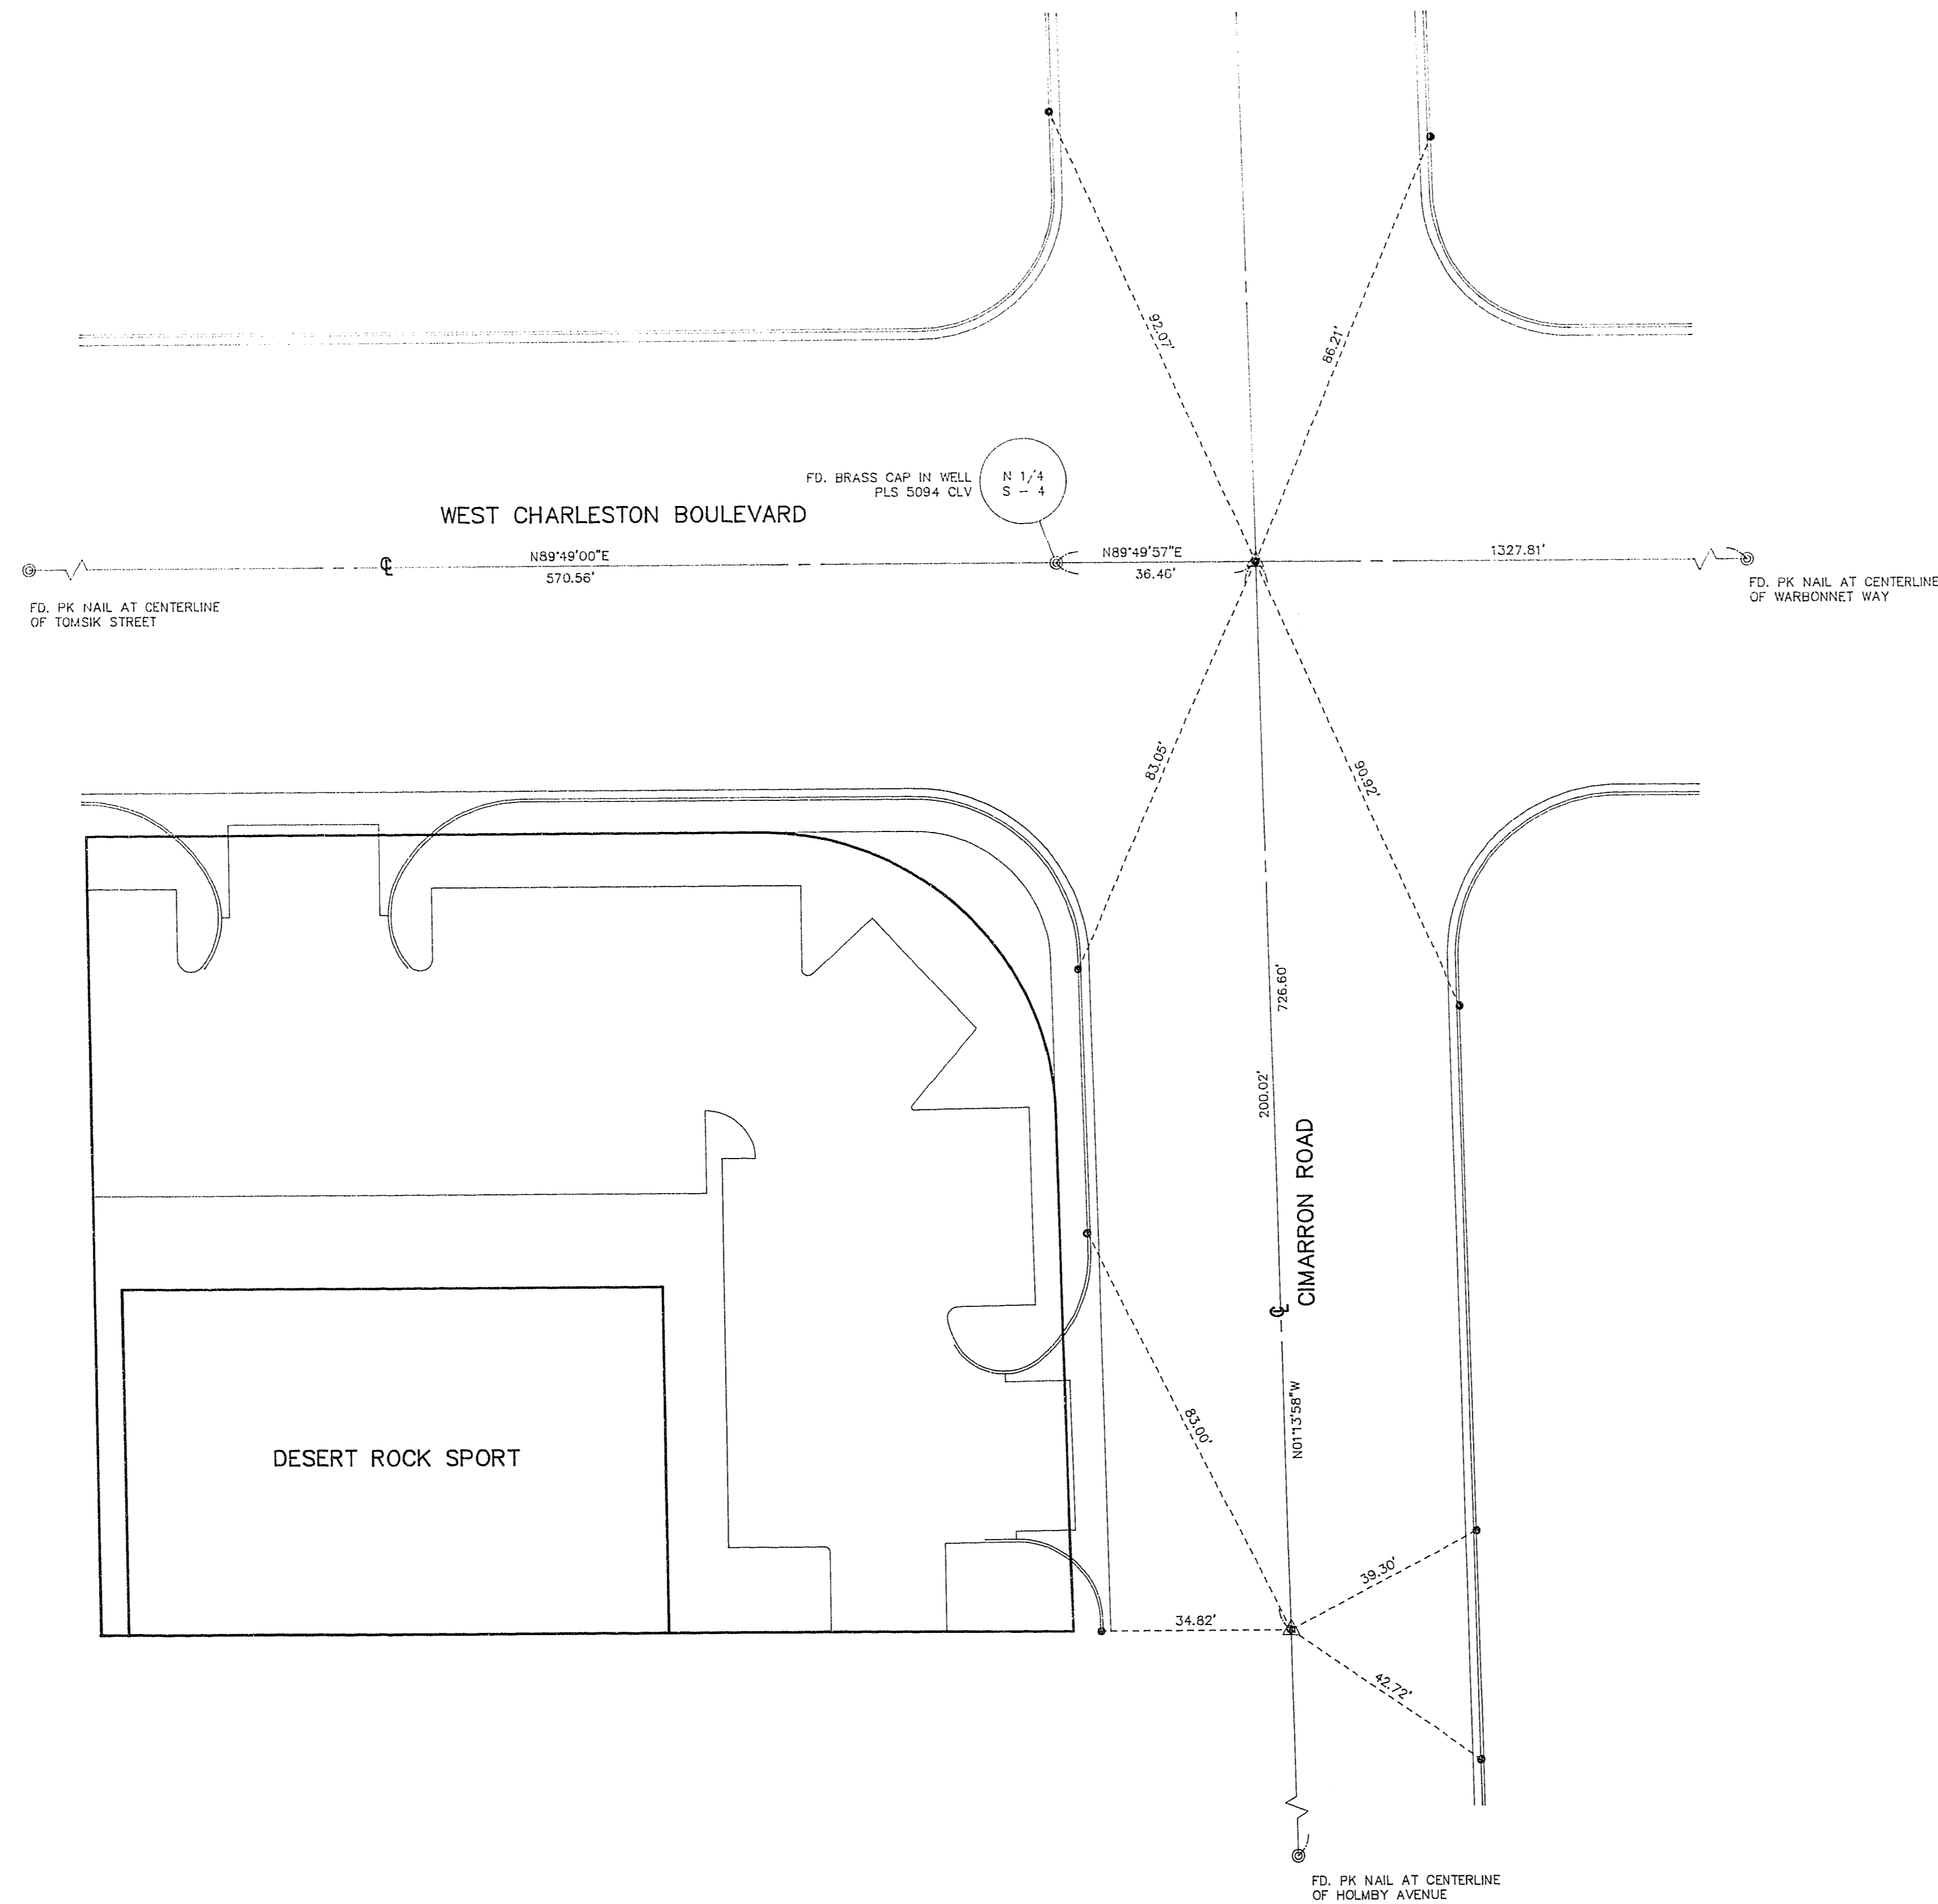 92.07'
86.21'
FD. BRASS CAP IN WELL
PLS 5094 CLV
N 1/4
S - 4
WEST CHARLESTON BOULEVARD
N89°49'00"E
570.56'
N89°49'57"E
36.46'
1327.81'
FD. PK NAIL AT CENTERLINE
OF TOMSIK STREET
FD. PK NAIL AT CENTERLINE
OF WARBONNET WAY
83.05'
90.92'
726.60'
200.02'
CIMARRON ROAD
N01°13'58"W
83.00'
DESERT ROCK SPORT
39.30'
34.82'
42.72'
FD. PK NAIL AT CENTERLINE
OF HOLMBY AVENUE